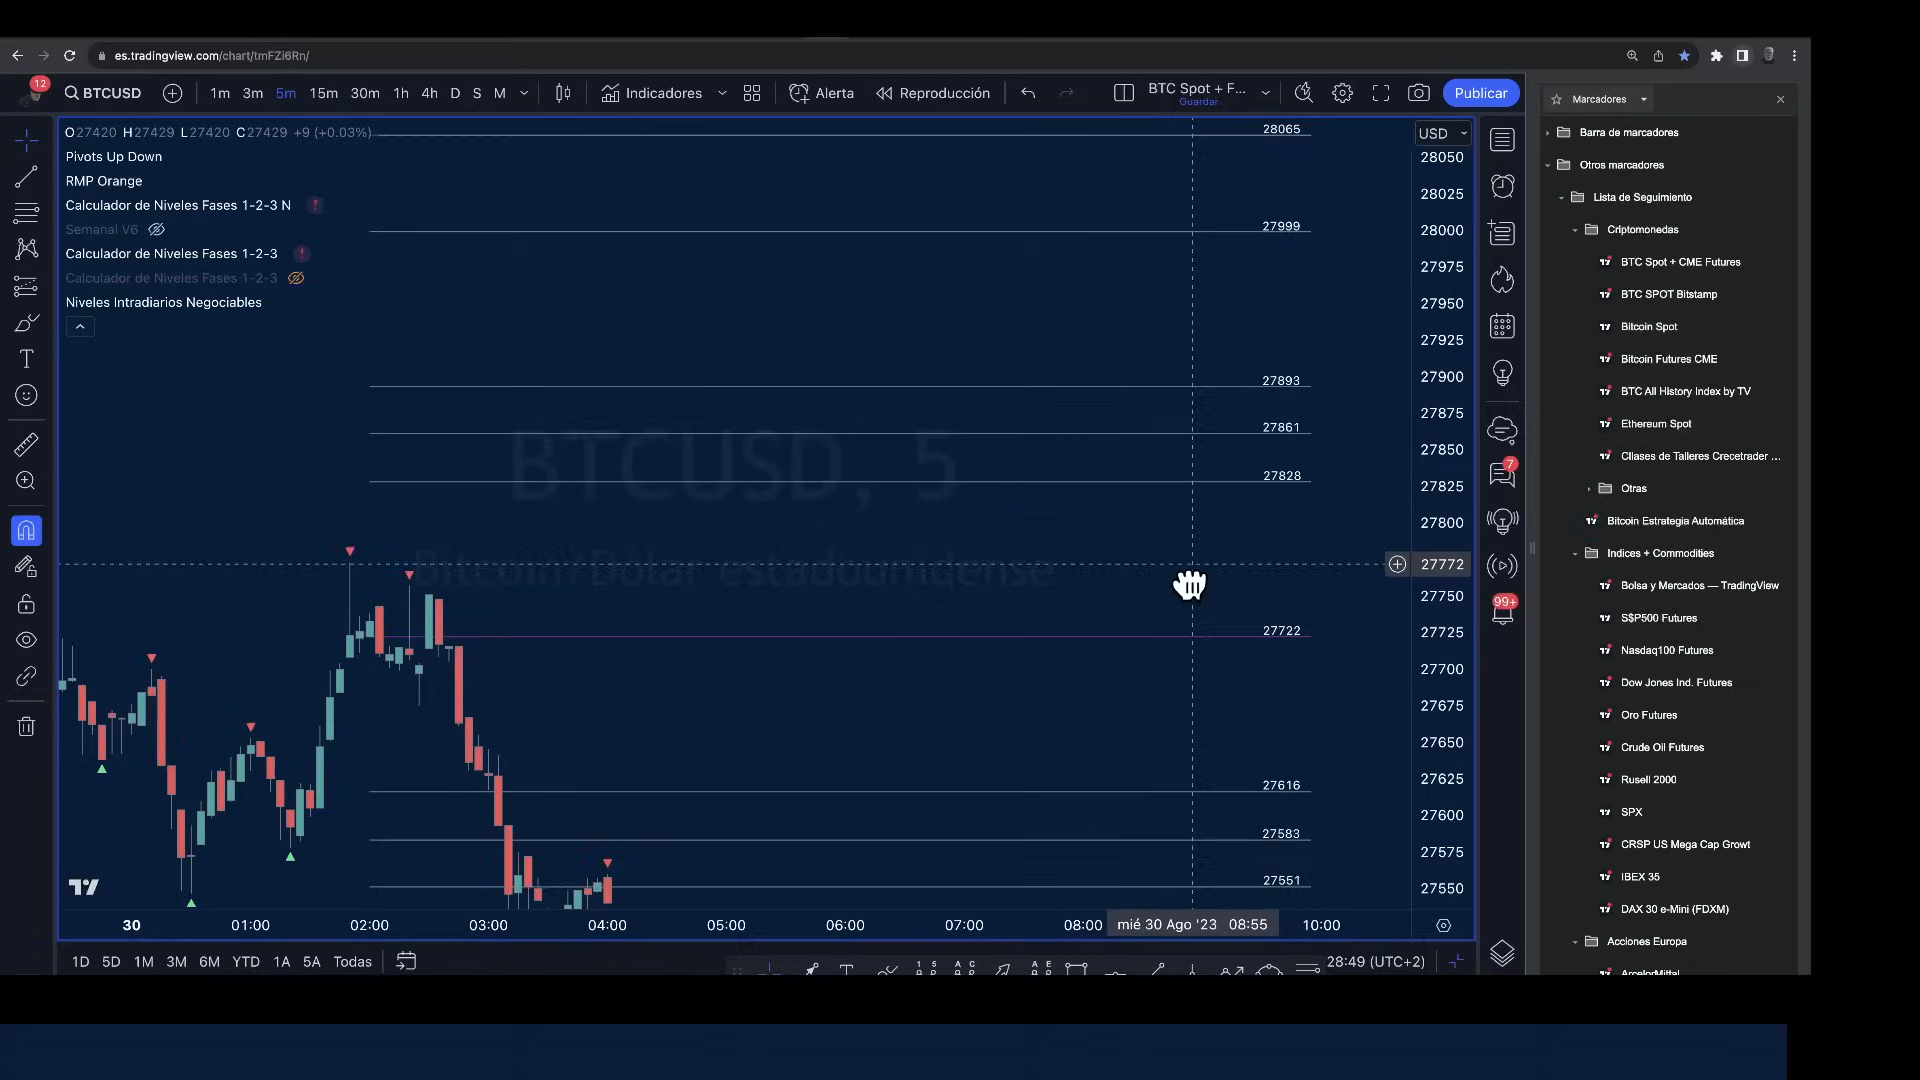 es.tradingview.com/chart/tmFZi6Rn/
12
BTCUSD
1m 3m 5m 15m 30m 1h 4h D S M
Indicadores
Alerta
Reproducción
BTC Spot + F...
Guardar
Publicar
O27420 H27429 L27420 C27429 +9 (+0.03%)
Pivots Up Down
RMP Orange
Calculador de Niveles Fases 1-2-3 N !
Semanal V6
Calculador de Niveles Fases 1-2-3 !
Calculador de Niveles Fases 1-2-3
Niveles Intradiarios Negociables
BTCUSD, 5
Bitcoin/Dólar estadounidense
28065
27999
27893
27861
27828
27722
27616
27583
27551
USD
28050
28025
28000
27975
27950
27925
27900
27875
27850
27825
27800
27772
27750
27725
27700
27675
27650
27625
27600
27575
27550
30 01:00 02:00 03:00 04:00 05:00 06:00 07:00 08:00 mié 30 Ago '23 08:55 10:00
1D 5D 1M 3M 6M YTD 1A 5A Todas
28:49 (UTC+2)
7
99+
Marcadores
Barra de marcadores
Otros marcadores
Lista de Seguimiento
Criptomonedas
BTC Spot + CME Futures
BTC SPOT Bitstamp
Bitcoin Spot
Bitcoin Futures CME
BTC All History Index by TV
Ethereum Spot
Cllases de Talleres Crecetrader ...
Otras
Bitcoin Estrategia Automática
Indices + Commodities
Bolsa y Mercados — TradingView
S$P500 Futures
Nasdaq100 Futures
Dow Jones Ind. Futures
Oro Futures
Crude Oil Futures
Rusell 2000
SPX
CRSP US Mega Cap Growt
IBEX 35
DAX 30 e-Mini (FDXM)
Acciones Europa
ArcelorMittal